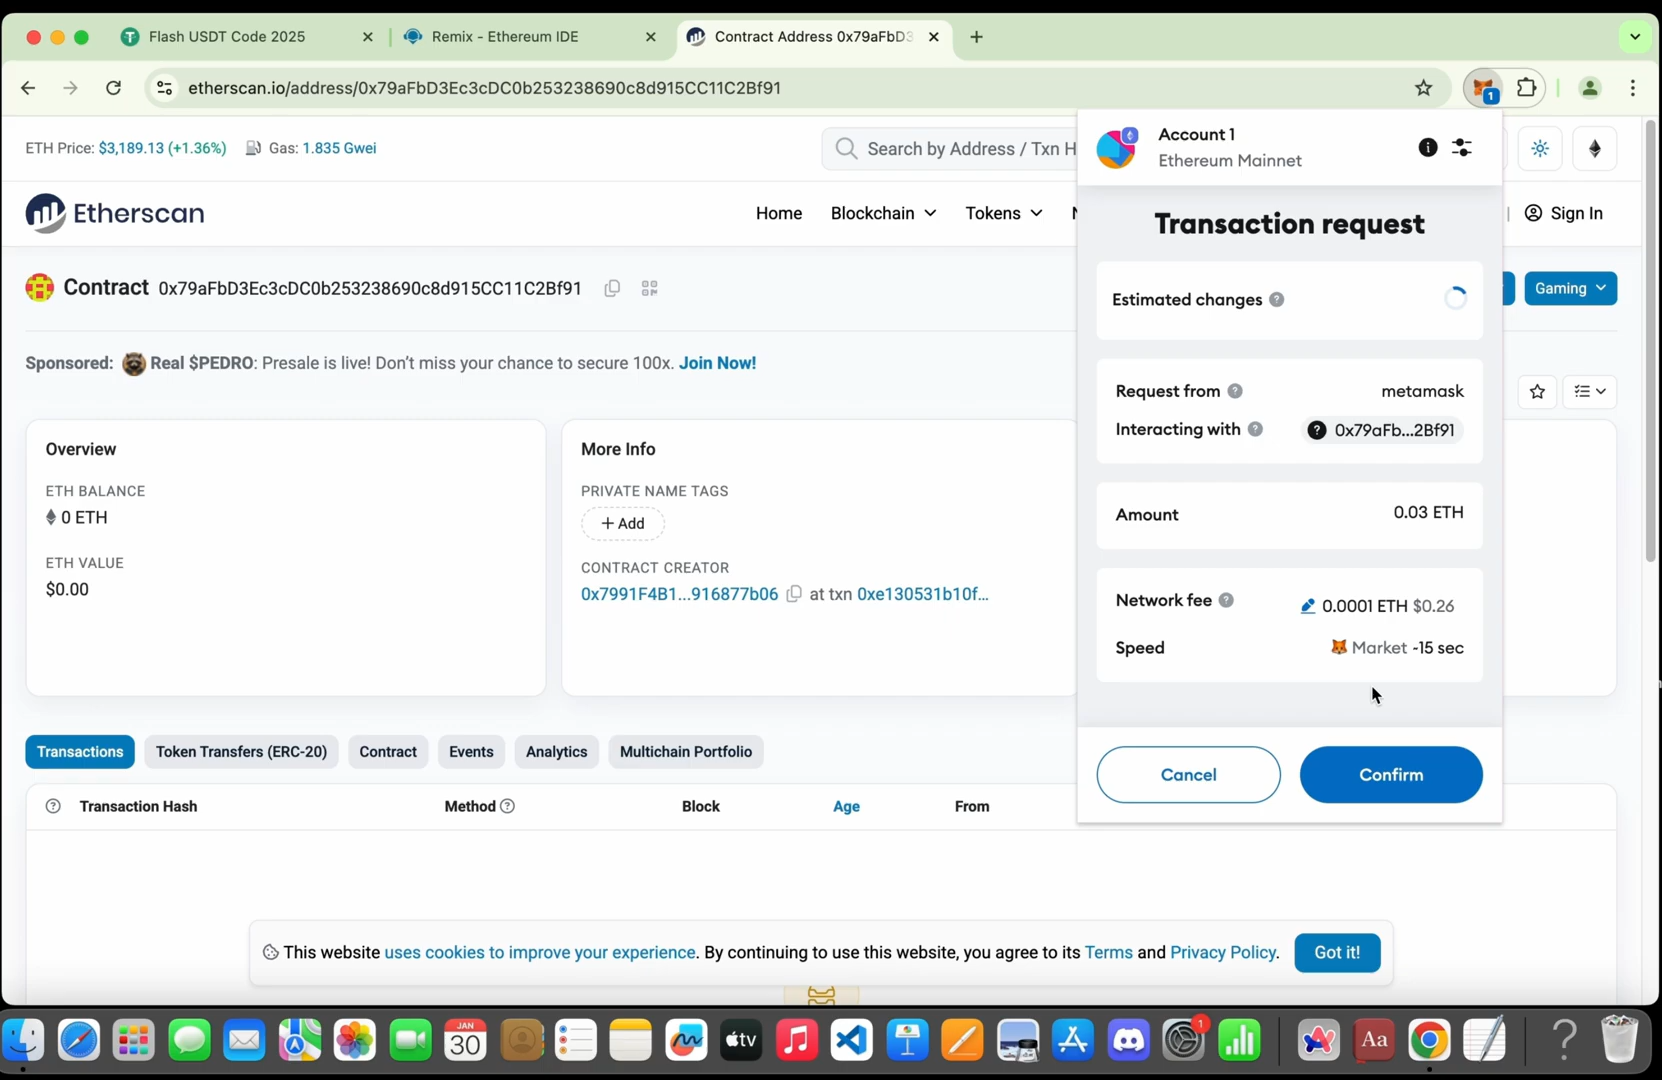 Flash USDT Code 2025
Remix - Ethereum IDE
Contract Address 0x79aFbD3
etherscan.io/address/0x79aFbD3Ec3cDC0b253238690c8d915CC11C2Bf91
1
ETH Price: $3,189.13 (+1.36%)
Gas: 1.835 Gwei
Search by Address / Txn H
Etherscan
Home
Blockchain
Tokens
Sign In
Contract 0x79aFbD3Ec3cDC0b253238690c8d915CC11C2Bf91
Gaming
Sponsored: Real $PEDRO: Presale is live! Don't miss your chance to secure 100x. Join Now!
Overview
ETH BALANCE
0 ETH
ETH VALUE
$0.00
More Info
PRIVATE NAME TAGS
+ Add
CONTRACT CREATOR
0x7991F4B1...916877b06 at txn 0xe130531b10f...
Account 1
Ethereum Mainnet
Transaction request
Estimated changes
Request from metamask
Interacting with 0x79aFb...2Bf91
Amount 0.03 ETH
Network fee 0.0001 ETH $0.26
Speed Market ~15 sec
Cancel
Confirm
Transactions
Token Transfers (ERC-20)
Contract
Events
Analytics
Multichain Portfolio
Transaction Hash
Method
Block
Age
From
This website uses cookies to improve your experience. By continuing to use this website, you agree to its Terms and Privacy Policy.
Got it!
JAN
30
tv
1
Aa